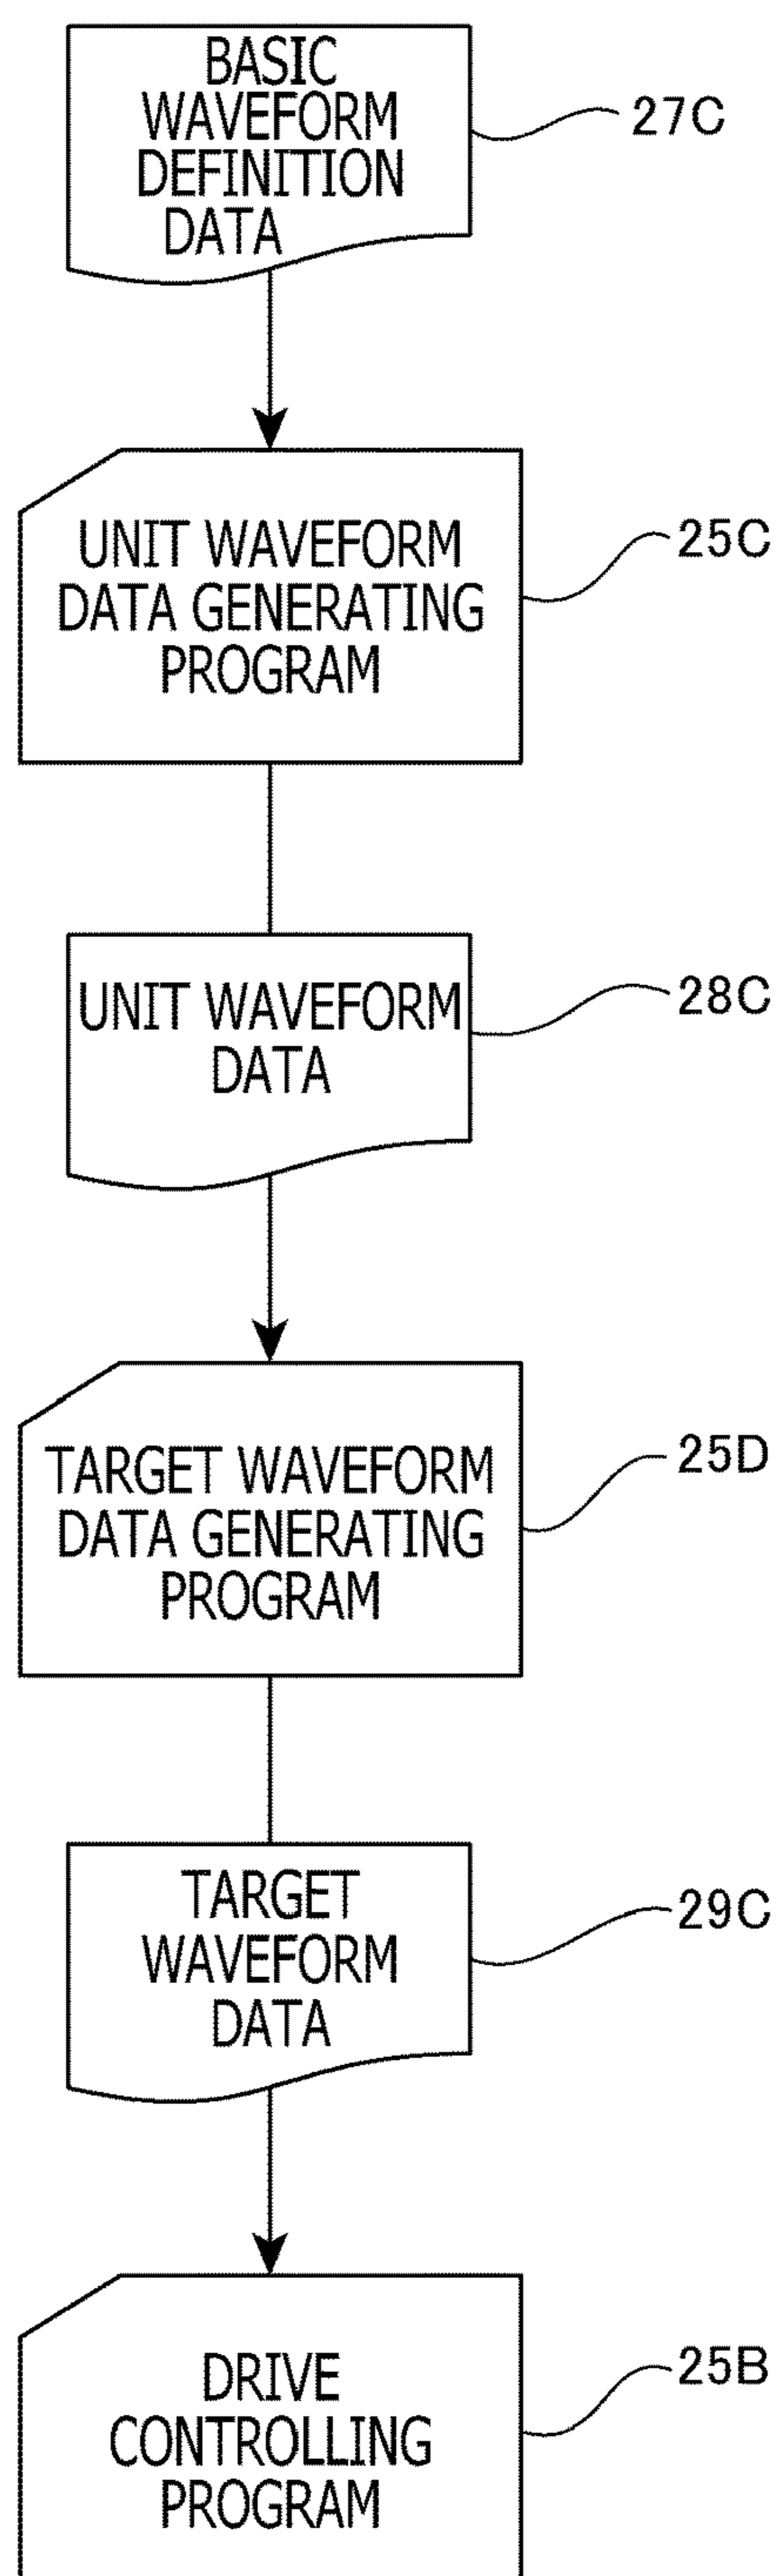 BASIC
WAVEFORM
DEFINITION
DATA
27C
UNIT WAVEFORM
DATA GENERATING
PROGRAM
25C
UNIT WAVEFORM
DATA
28C
TARGET WAVEFORM
DATA GENERATING
PROGRAM
25D
TARGET
WAVEFORM
DATA
29C
DRIVE
CONTROLLING
PROGRAM
25B